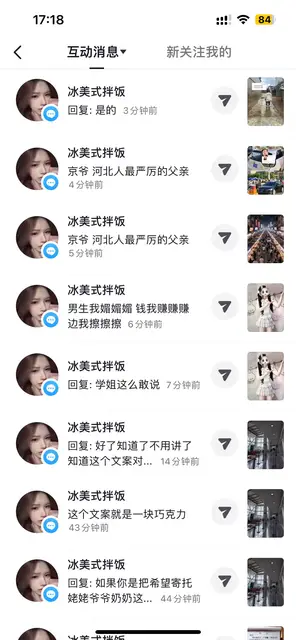 17:18
84
互动消息▾
新关注我的
冰美式拌饭
回复: 是的 3分钟前
冰美式拌饭
京爷 河北人最严厉的父亲
4分钟前
冰美式拌饭
京爷 河北人最严厉的父亲
5分钟前
冰美式拌饭
男生我媚媚媚 钱我赚赚赚
边我擦擦擦 6分钟前
冰美式拌饭
回复: 学姐这么敢说 7分钟前
冰美式拌饭
回复: 好了知道了不用讲了
知道这个文案对... 14分钟前
冰美式拌饭
这个文案就是一块巧克力
43分钟前
冰美式拌饭
回复: 如果你是把希望寄托
姥姥爷爷奶奶这... 44分钟前
冰美式拌饭